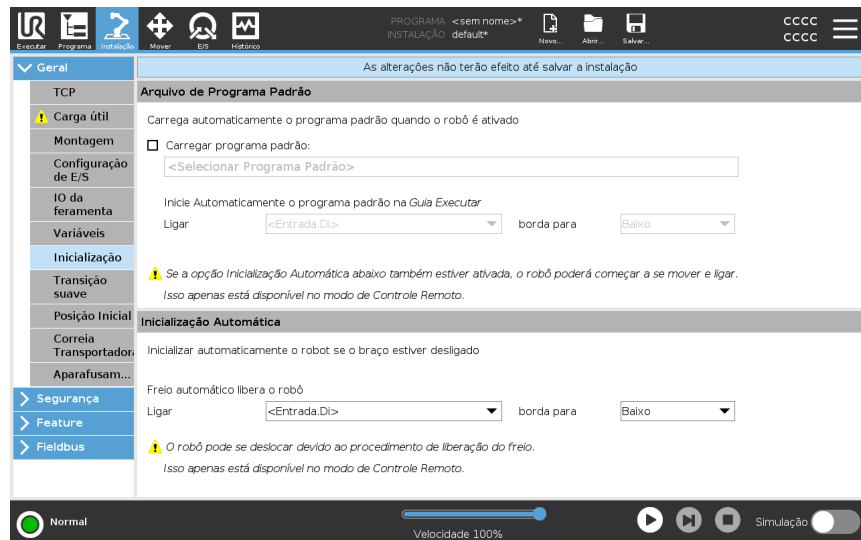 PROGRAMA <sem nome>*
INSTALAÇÃO default*
cccc
cccc
Executar Programa Instalação Mover E/S Histórico Novo... Abrir... Salvar...
Geral
As alterações não terão efeito até salvar a instalação
TCP
Carga útil
Montagem
Configuração
de E/S
IO da
feramenta
Variáveis
Inicialização
Transição
suave
Posição Inicial
Correia
Transportador
Aparafusam...
Segurança
Feature
Fieldbus
Arquivo de Programa Padrão
Carrega automaticamente o programa padrão quando o robô é ativado
Carregar programa padrão:
<Selecionar Programa Padrão>
Inicie Automaticamente o programa padrão na Guia Executar
Ligar <Entrada.Di> borda para Baixo
Se a opção Inicialização Automática abaixo também estiver ativada, o robô poderá começar a se mover e ligar.
Isso apenas está disponível no modo de Controle Remoto.
Inicialização Automática
Inicializar automaticamente o robot se o braço estiver desligado
Freio automático libera o robô
Ligar <Entrada.Di> borda para Baixo
O robô pode se deslocar devido ao procedimento de liberação do freio.
Isso apenas está disponível no modo de Controle Remoto.
Normal
Velocidade 100%
Simulação